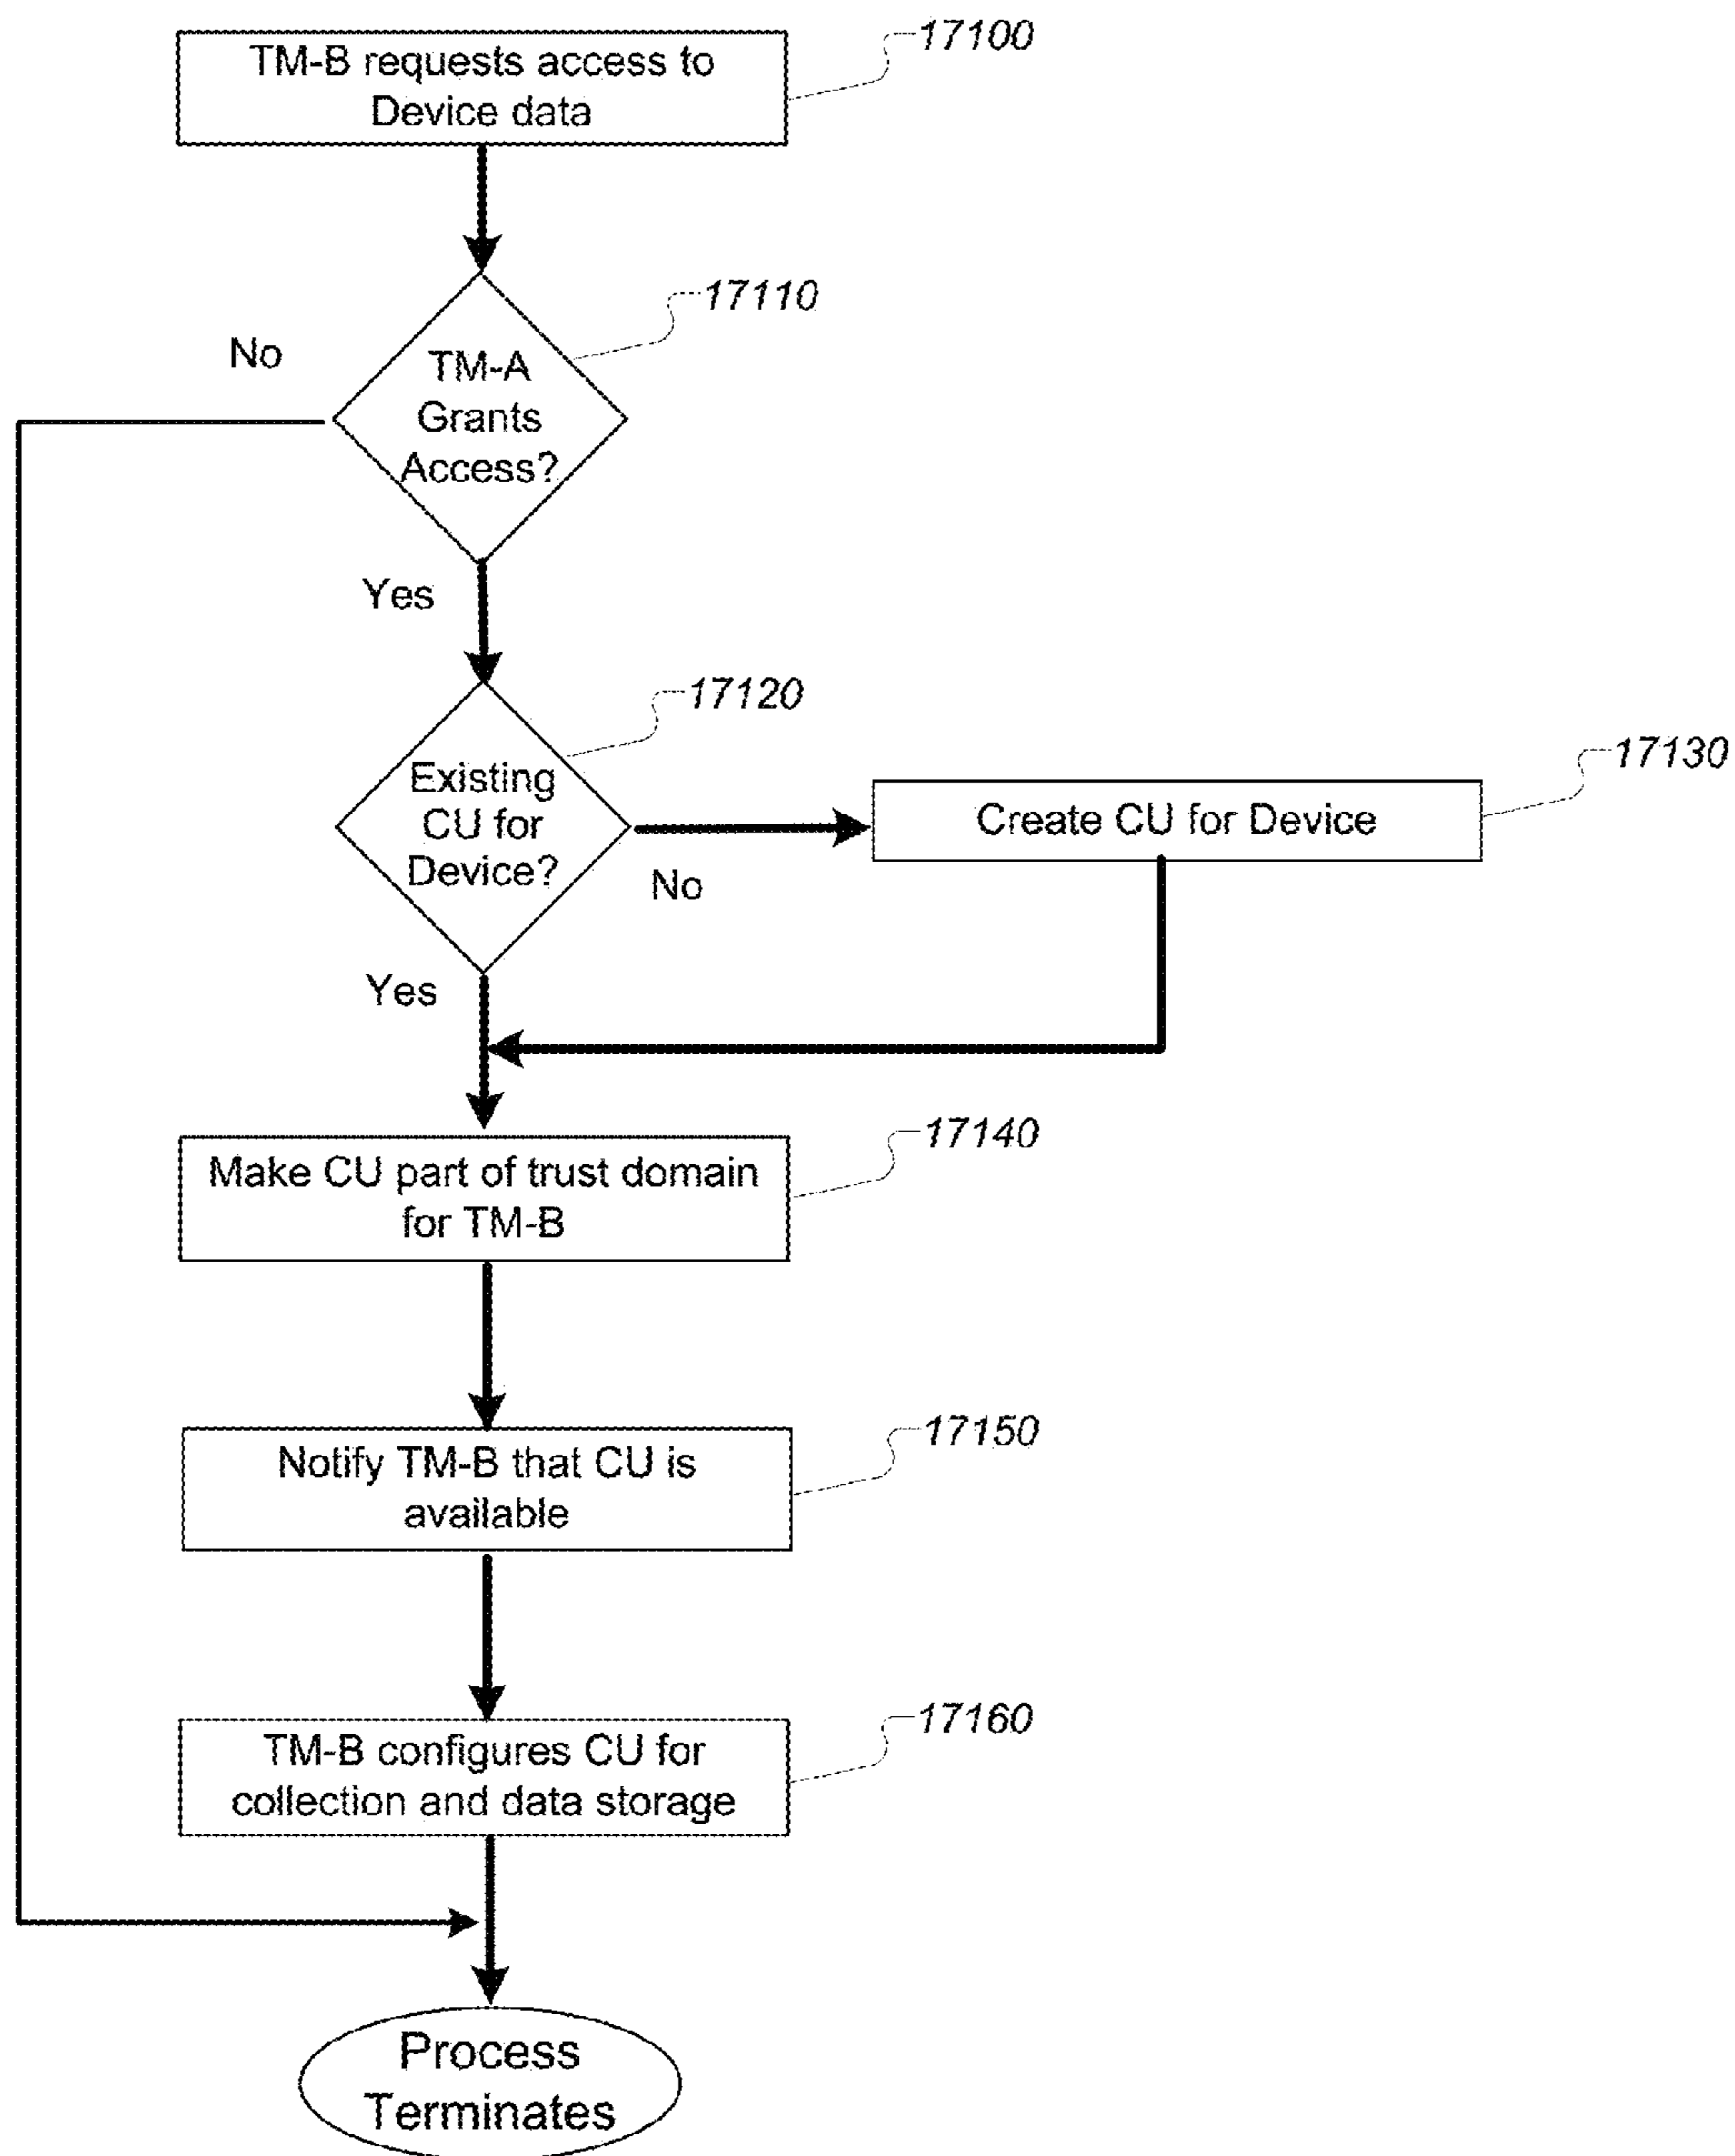 17100
TM-B requests access to
Device data
17110
No
TM-A
Grants
Access?
Yes
17120
Existing
CU for
Device?
17130
Create CU for Device
No
Yes
17140
Make CU part of trust domain
for TM-B
17150
Notify TM-B that CU is
available
17160
TM-B configures CU for
collection and data storage
Process
Terminates